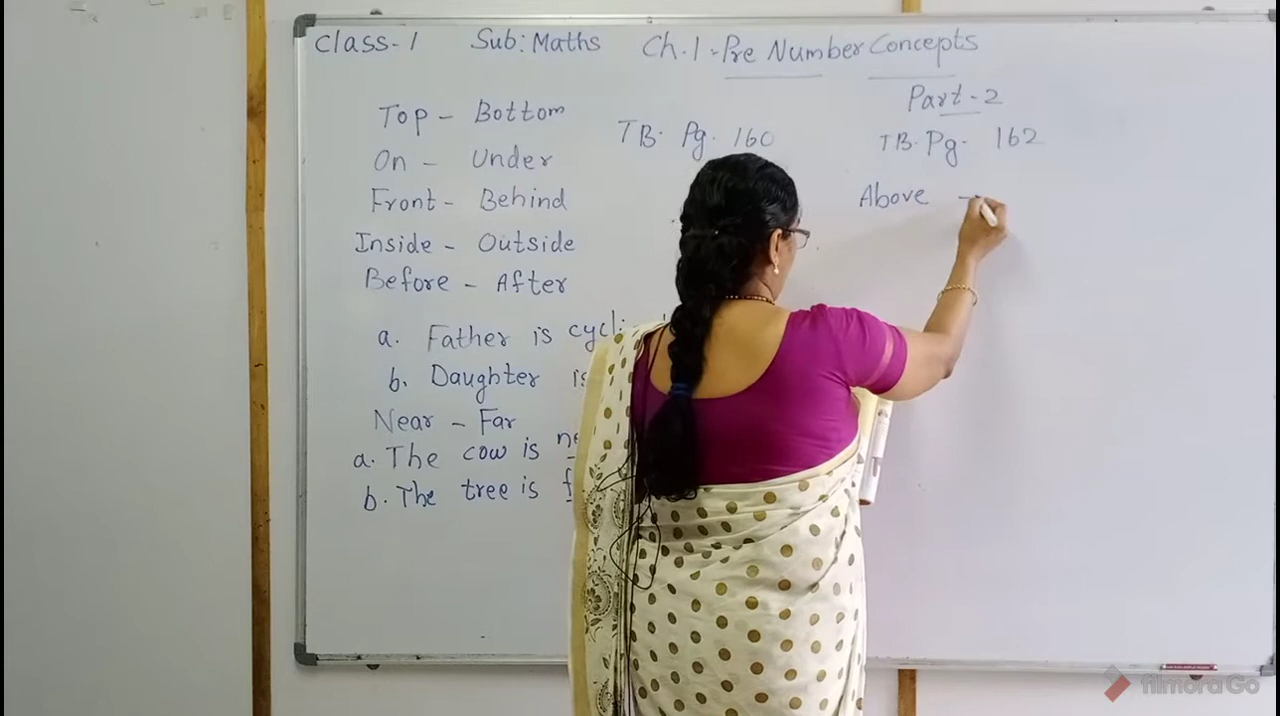 Class-1 Sub: Maths Ch.1-Pre Number Concepts
Part-2
Top - Bottom
TB. Pg. 160
TB. Pg. 162
On - Under
Front - Behind
Above -
Inside - Outside
Before - After
a. Father is
b. Daughter is
Near - Far
a. The cow is
b. The tree is
filmoraGo